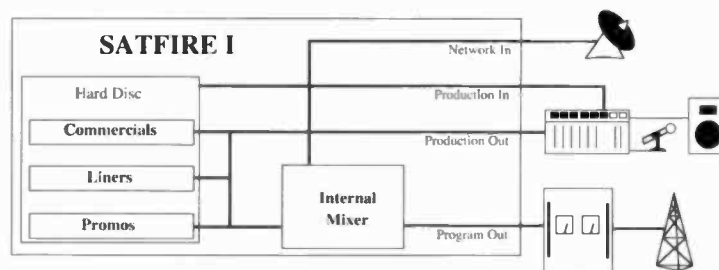 SATFIRE I
Network In
Hard Disc
Production In
Commercials
Production Out
Liners
Internal
Mixer
Promos
Program Out